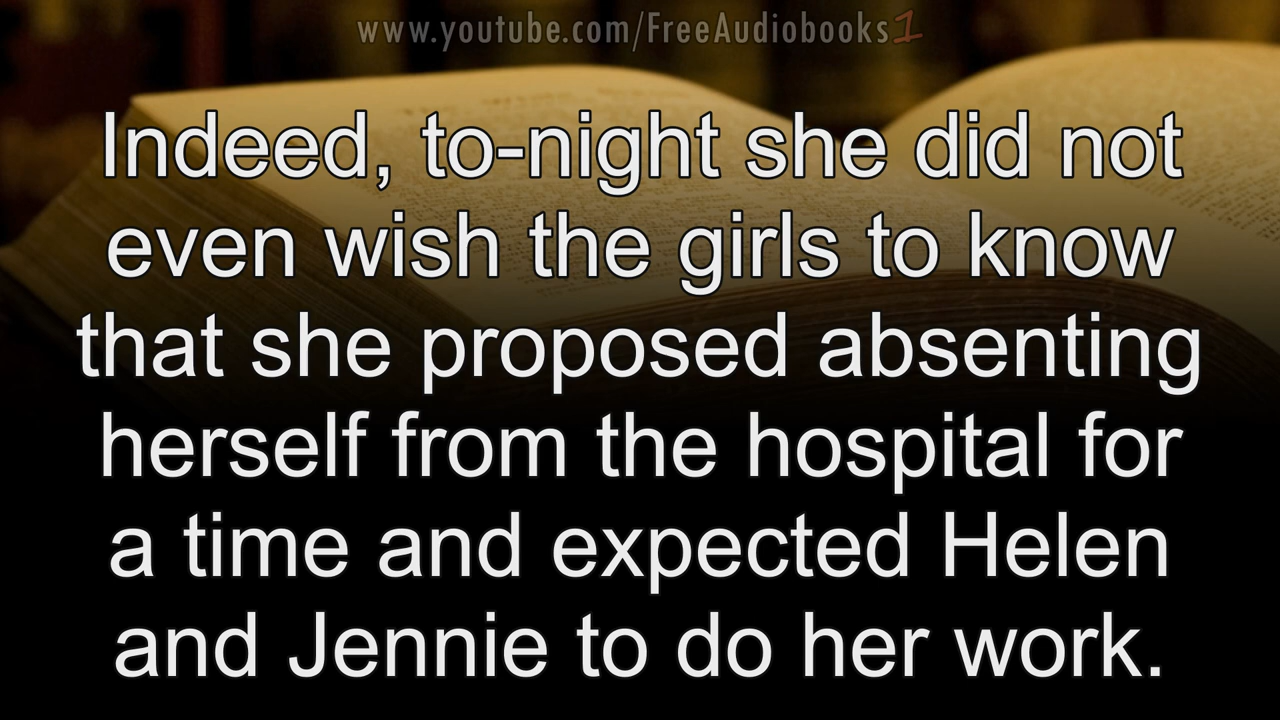 www.youtube.com/FreeAudiobooks1
Indeed, to-night she did not
even wish the girls to know
that she proposed absenting
herself from the hospital for
a time and expected Helen
and Jennie to do her work.